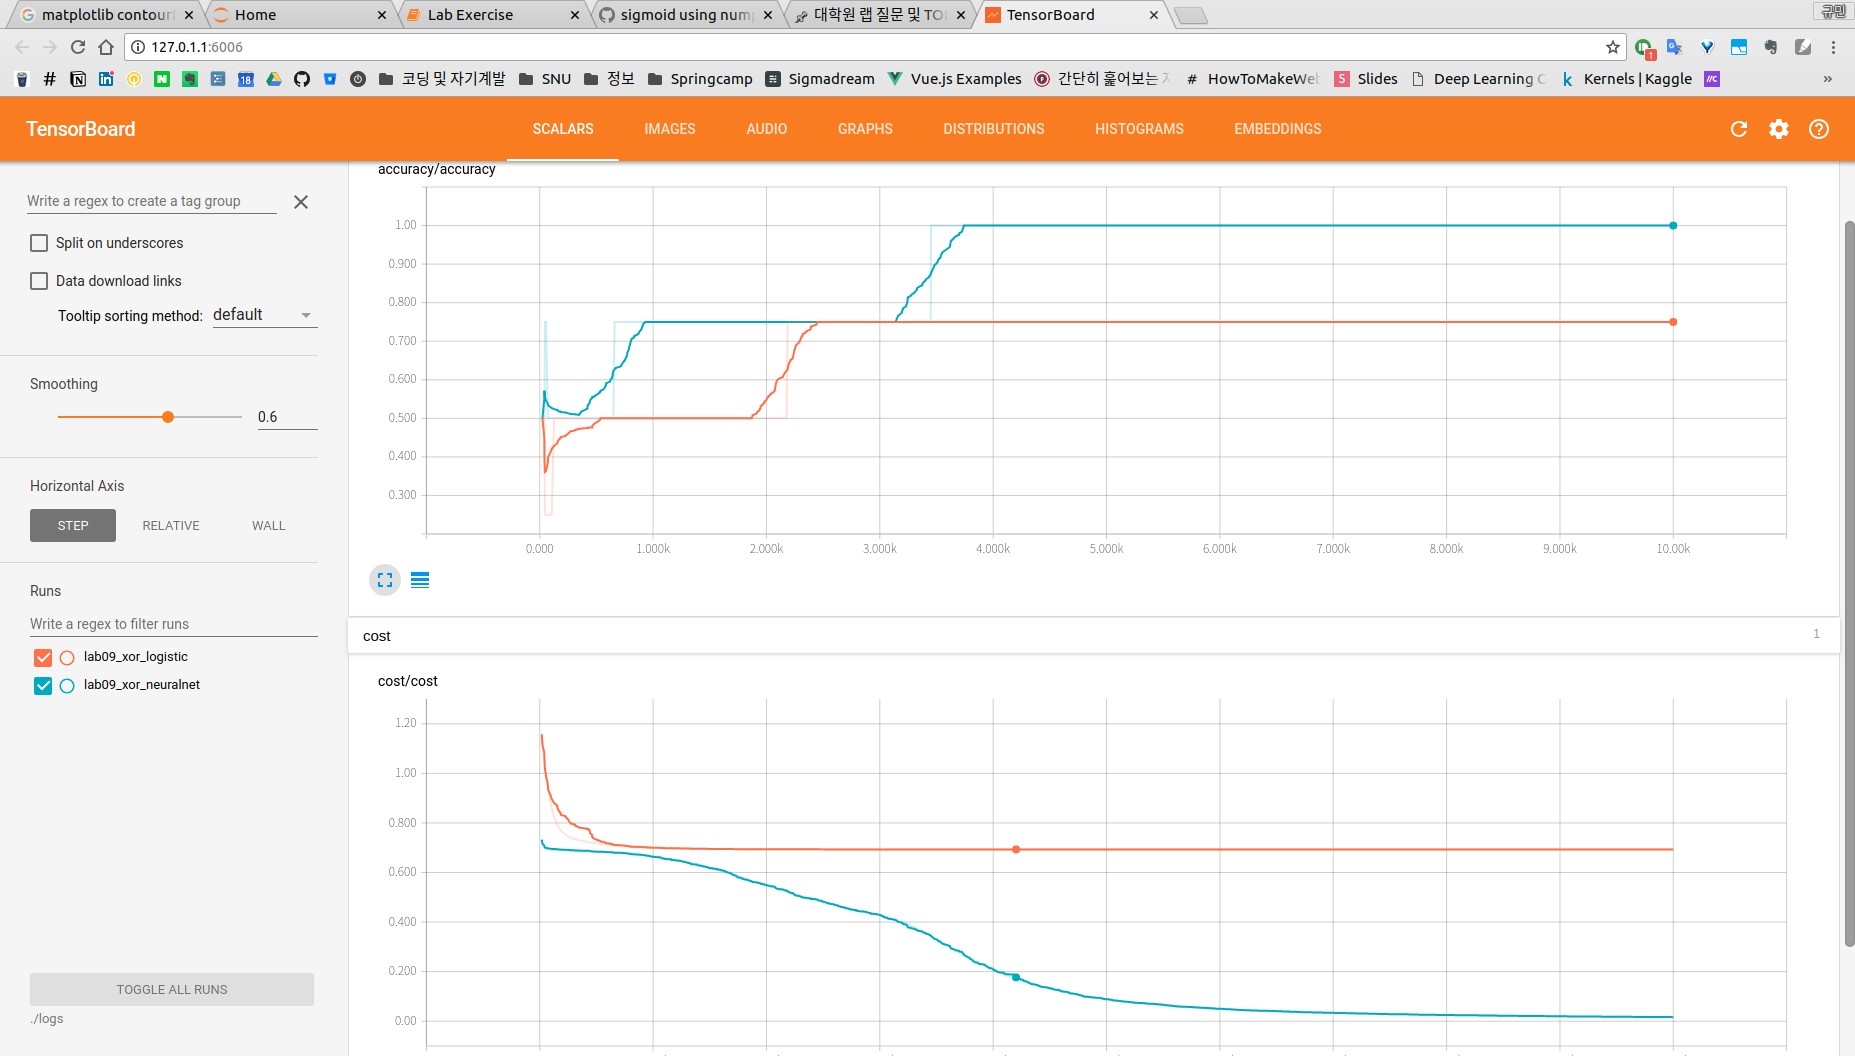 matplotlib contour
Home
Lab Exercise
sigmoid using nump
대학원 랩 질문 및 TO
TensorBoard
규민
127.0.1.1:6006
1
18
코딩 및 자기계발
SNU
정보
Springcamp
Sigmadream
Vue.js Examples
간단히 훑어보는
HowToMakeWeb
Slides
Deep Learning
Kernels | Kaggle
»
TensorBoard
SCALARS
IMAGES
AUDIO
GRAPHS
DISTRIBUTIONS
HISTOGRAMS
EMBEDDINGS
Write a regex to create a tag group
Split on underscores
Data download links
Tooltip sorting method: default
Smoothing
0.6
Horizontal Axis
STEP
RELATIVE
WALL
Runs
Write a regex to filter runs
lab09_xor_logistic
lab09_xor_neuralnet
TOGGLE ALL RUNS
./logs
accuracy/accuracy
1.00
0.900
0.800
0.700
0.600
0.500
0.400
0.300
0.000 1.000k 2.000k 3.000k 4.000k 5.000k 6.000k 7.000k 8.000k 9.000k 10.00k
cost
1
cost/cost
1.20
1.00
0.800
0.600
0.400
0.200
0.00